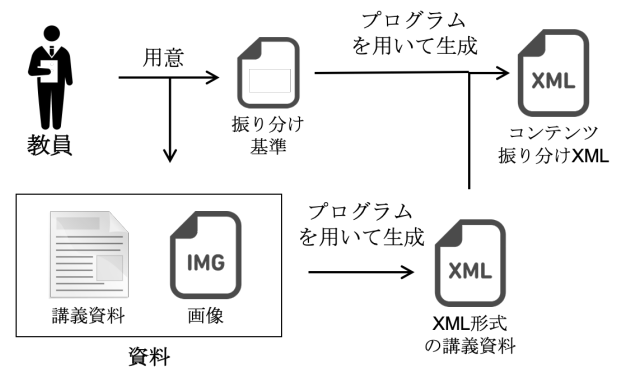 プログラム
を用いて生成
用意
XML
教員
振り分け
基準
コンテンツ
振り分けXML
プログラム
を用いて生成
IMG
XML
講義資料
画像
XML形式
の講義資料
資料